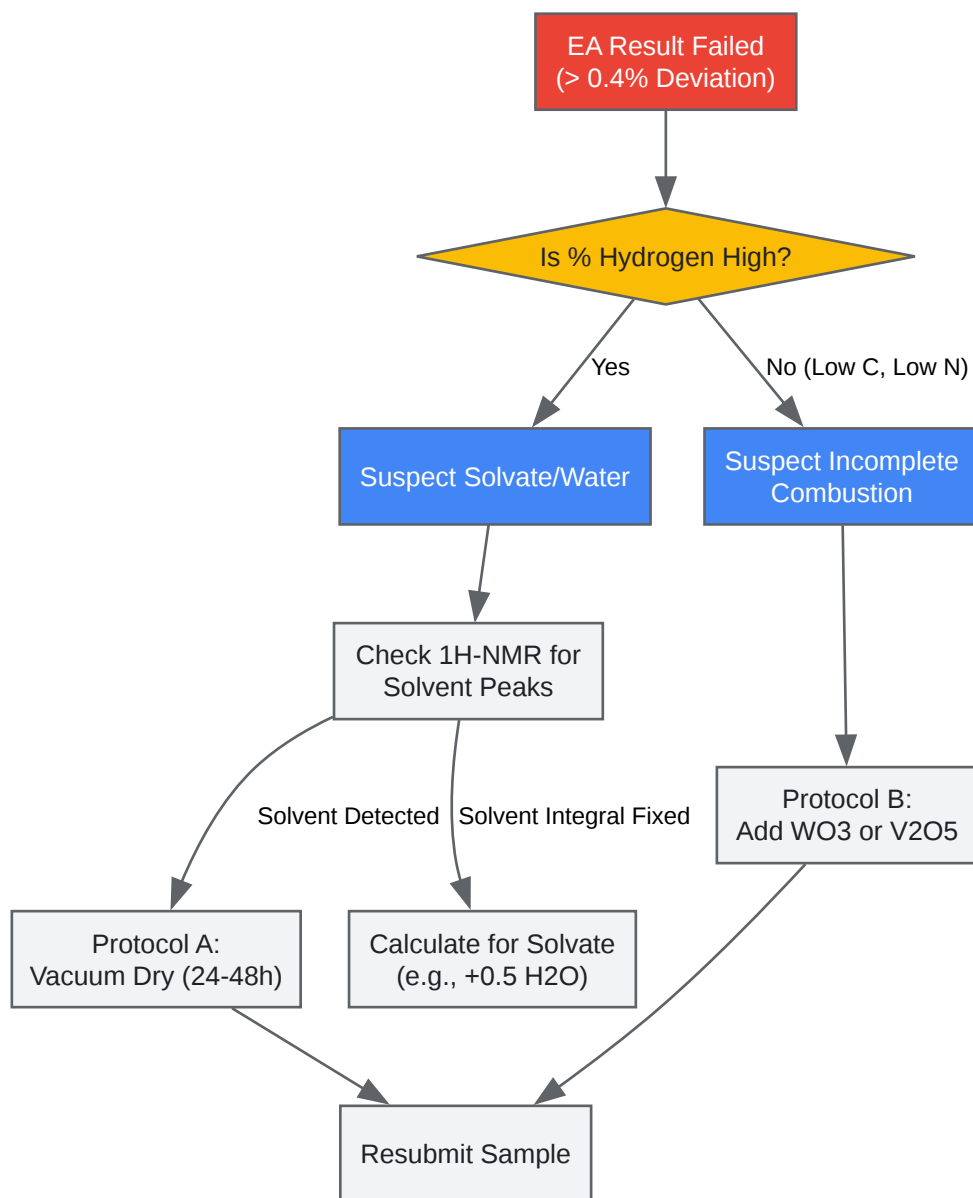 EA Result Failed
(> 0.4% Deviation)
Is % Hydrogen High?
Yes
No (Low C, Low N)
Suspect Solvate/Water
Suspect Incomplete
Combustion
Check 1H-NMR for
Solvent Peaks
Solvent Detected
Solvent Integral Fixed
Protocol B:
Add WO3 or V2O5
Protocol A:
Vacuum Dry (24-48h)
Calculate for Solvate
(e.g., +0.5 H2O)
Resubmit Sample